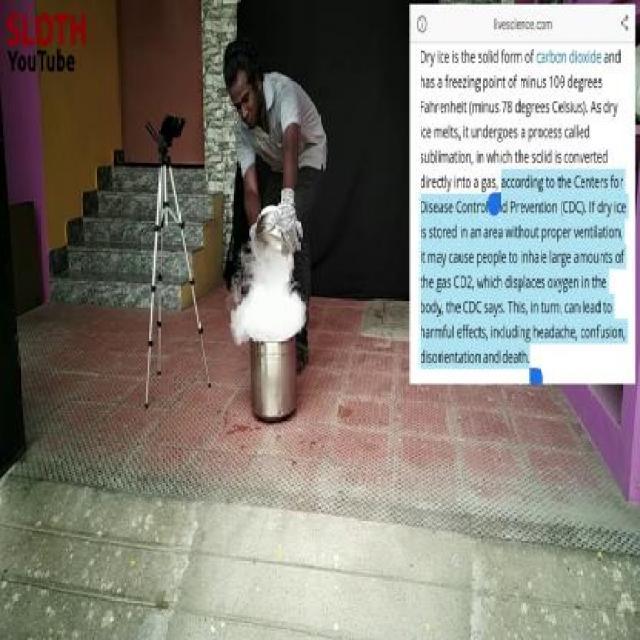 SLOTH
YouTube
livescience.com
Dry ice is the solid form of carbon dioxide and
has a freezing point of minus 109 degrees
Fahrenheit (minus 78 degrees Celsius). As dry
ice melts, it undergoes a process called
sublimation, in which the solid is converted
directly into a gas, according to the Centers for
Disease Control d Prevention (CDC). If dry ice
is stored in an area without proper ventilation,
it may cause people to inhale large amounts of
the gas CO2, which displaces oxygen in the
body, the CDC says. This, in turn, can lead to
harmful effects, including headache, confusion,
disorientation and death.